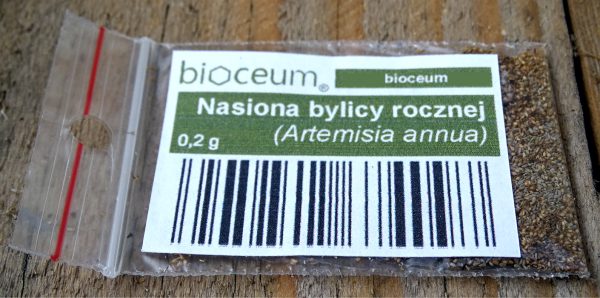 bioceum® bioceum
Nasiona bylicy rocznej
0,2 g (Artemisia annua)